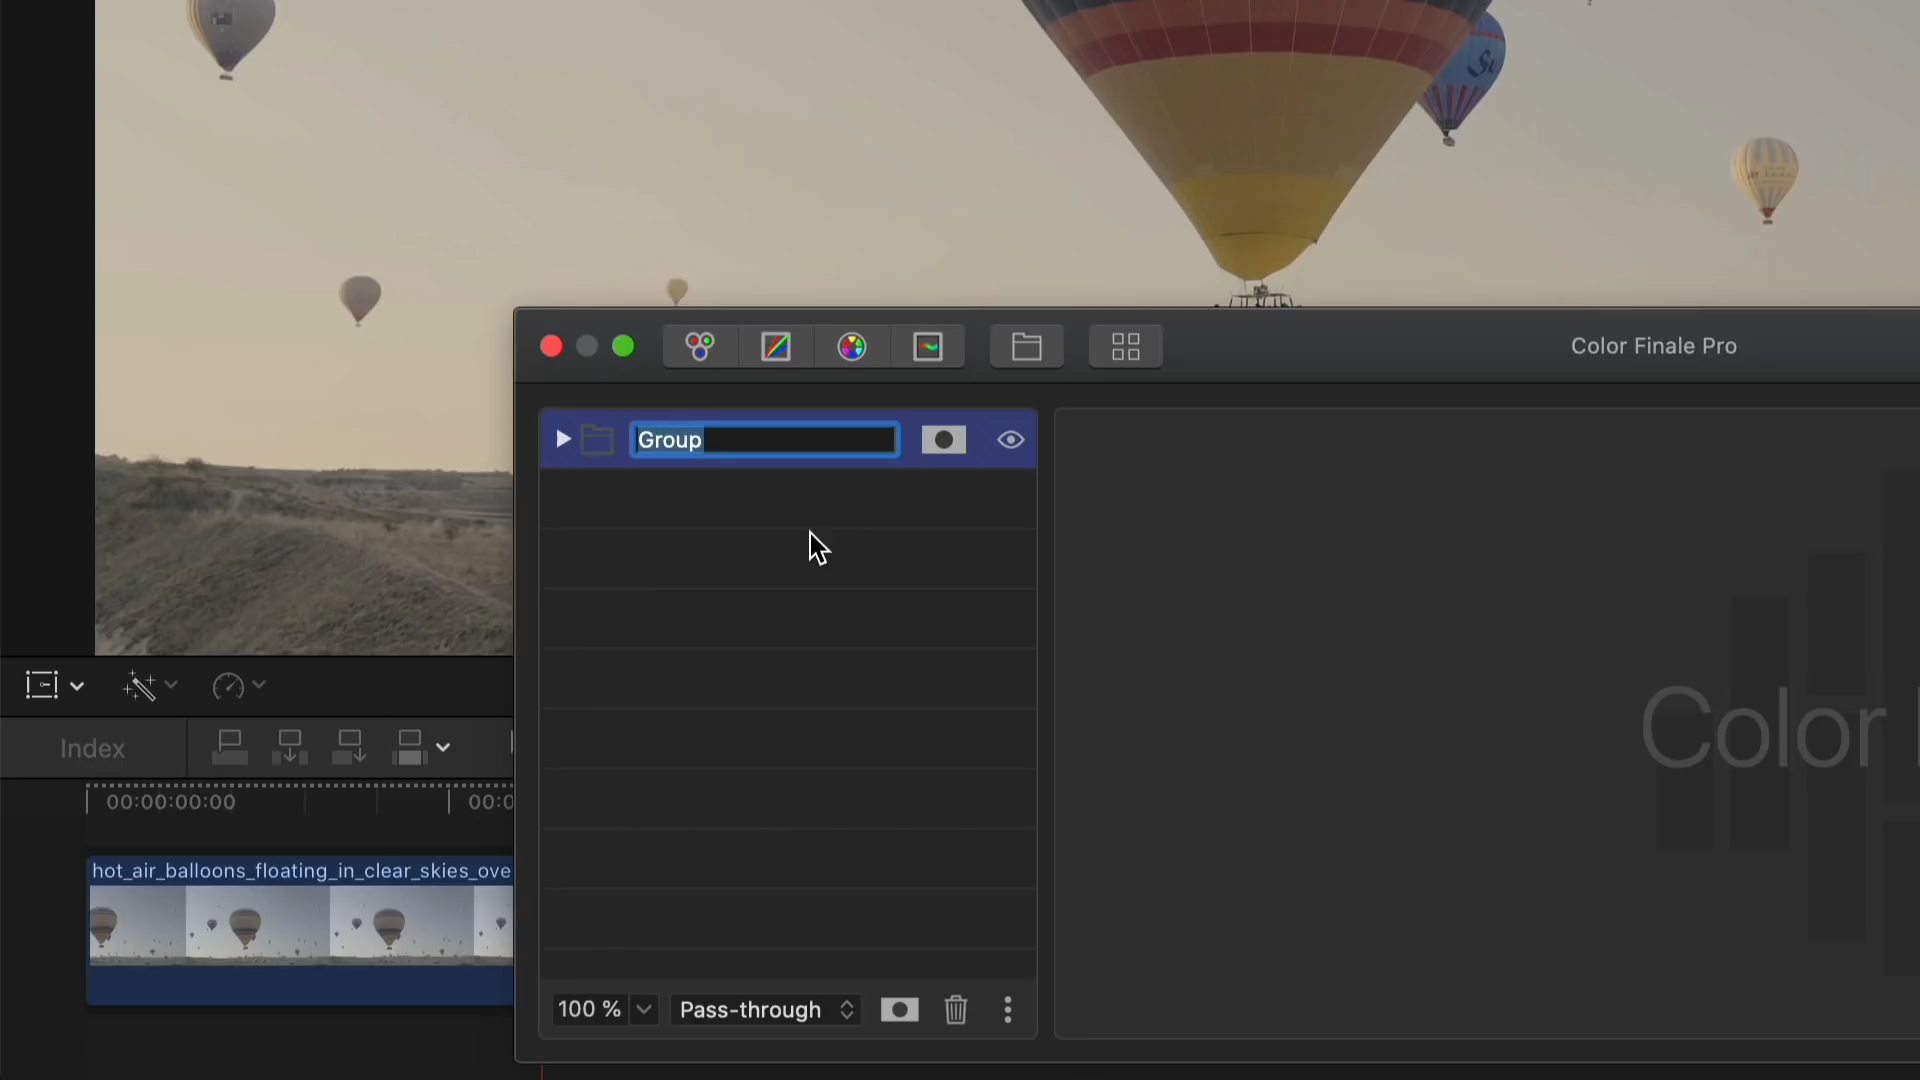 Color Finale Pro
Group
Color
100 %
Pass-through
Index
00:00:00:00
00:0
hot_air_balloons_floating_in_clear_skies_ove